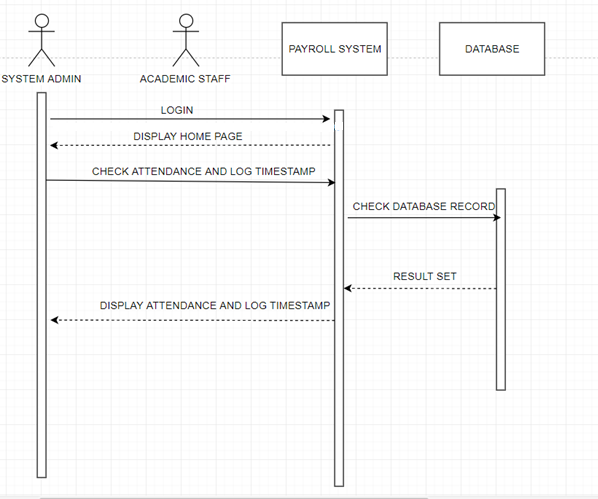 PAYROLL SYSTEM
DATABASE
SYSTEM ADMIN
ACADEMIC STAFF
LOGIN
DISPLAY HOME PAGE
CHECK ATTENDANCE AND LOG TIMESTAMP
CHECK DATABASE RECORD
RESULT SET
DISPLAY ATTENDANCE AND LOG TIMESTAMP